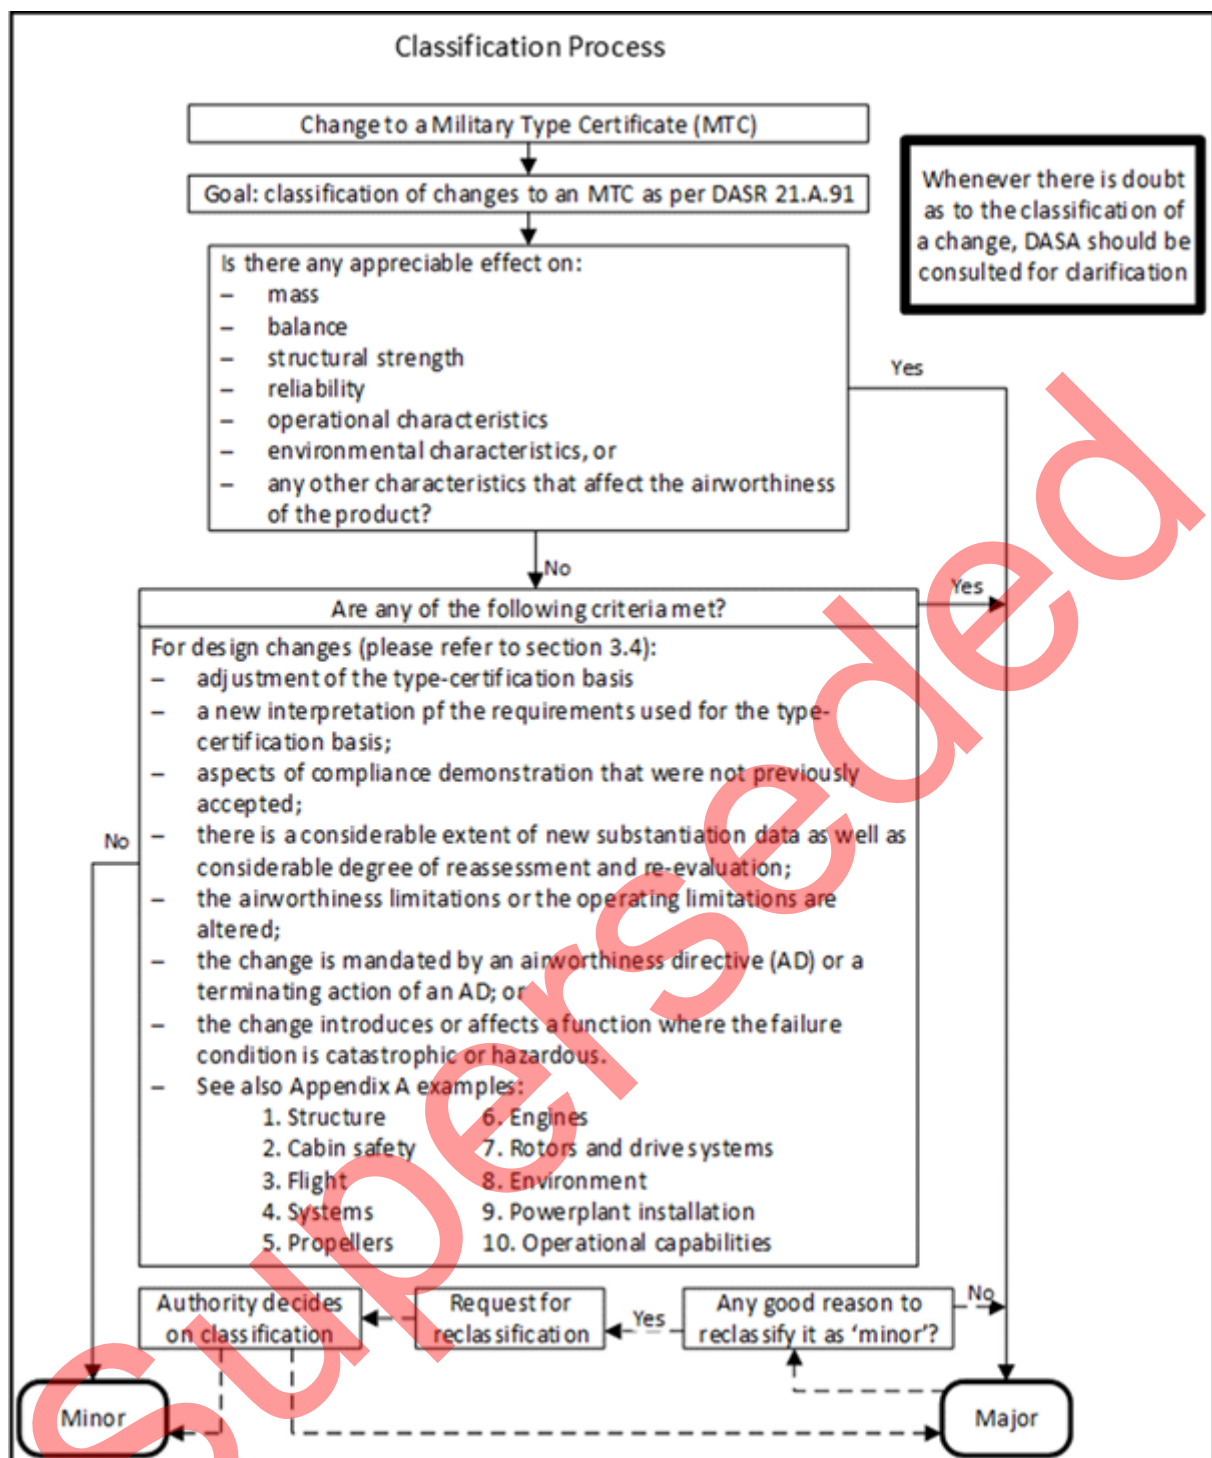 Classification Process
Change to a Military Type Certificate (MTC)
Goal: classification of changes to an MTC as per DASR 21.A.91
Whenever there is doubt
as to the classification of
a change, DASA should be
consulted for clarification
Is there any appreciable effect on:
– mass
– balance
– structural strength
– reliability
– operational characteristics
– environmental characteristics, or
– any other characteristics that affect the airworthiness
of the product?
Yes
No
Are any of the following criteria met?
Yes
For design changes (please refer to section 3.4):
– adjustment of the type-certification basis
– a new interpretation pf the requirements used for the type-
certification basis;
– aspects of compliance demonstration that were not previously
accepted;
– there is a considerable extent of new substantiation data as well as
considerable degree of reassessment and re-evaluation;
– the airworthiness limitations or the operating limitations are
altered;
– the change is mandated by an airworthiness directive (AD) or a
terminating action of an AD; or
– the change introduces or affects a function where the failure
condition is catastrophic or hazardous.
– See also Appendix A examples:
1. Structure
2. Cabin safety
3. Flight
4. Systems
5. Propellers
6. Engines
7. Rotors and drive systems
8. Environment
9. Powerplant installation
10. Operational capabilities
No
Authority decides
on classification
Request for
reclassification
Yes
Any good reason to
reclassify it as ‘minor’?
No
Minor
Major
Superseded